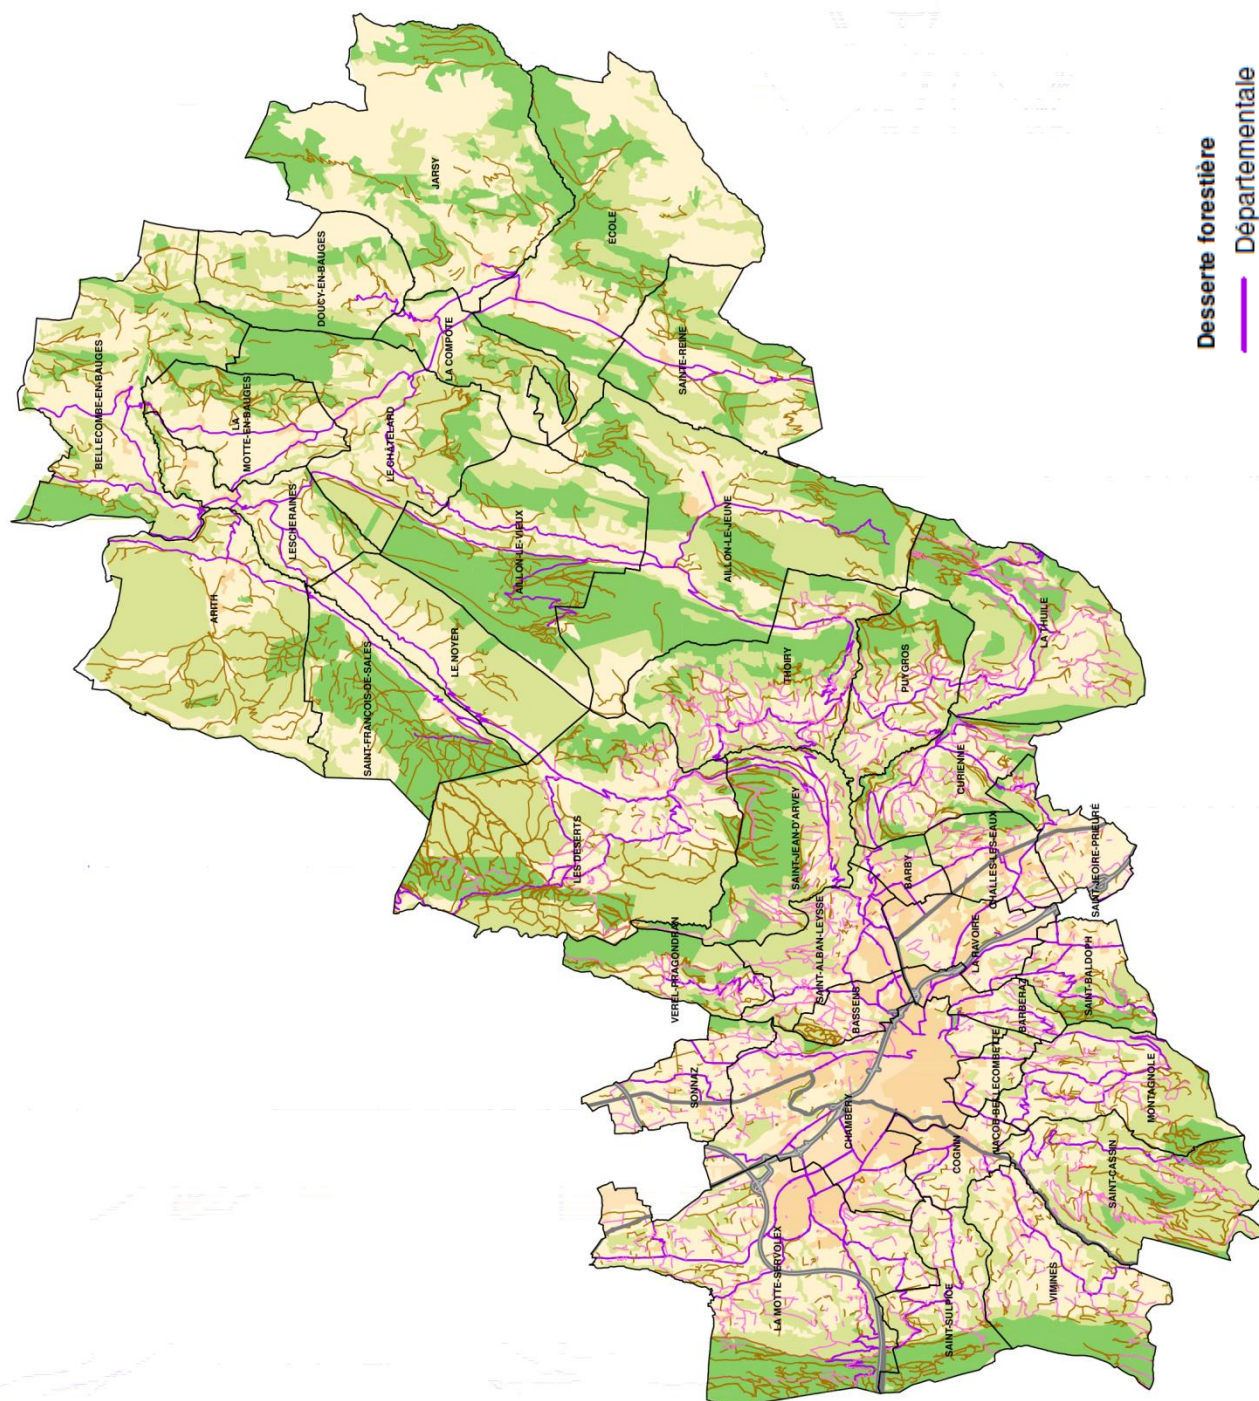 JARSY
ÉCOLE
DOUCY-EN-BAUGES
LA COMPOTE
SAINTE-REINE
BELLECOMBE-EN-BAUGES
LA
MOTTE-EN-BAUGES
LE CHÂTELARD
LESCHERAINES
AILLON-LE-VIEUX
AILLON-LE-JEUNE
ARITH
SAINT-FRANÇOIS-DE-SALES
LE NOYER
THOIRY
PUYGROS
LA THUILE
LES DESERTS
SAINT-JEAN-D'ARVEY
CURIENNE
BARBY
CHALLES-LES-EAUX
SAINT-JEOIRE-PRIEURÉ
VEREL-PRAGONDRAN
SAINT-ALBAN-LEYSSE
BASSENS
LA RAVOIRE
BARBERAZ
SAINT-BALDOPH
SONNAZ
CHAMBÉRY
JACOB-BELLECOMBETTE
MONTAGNOLE
COGNIN
SAINT-CASSIN
LA MOTTE-SERVOLEX
SAINT-SULPICE
VIMINES
Desserte forestière
Départementale